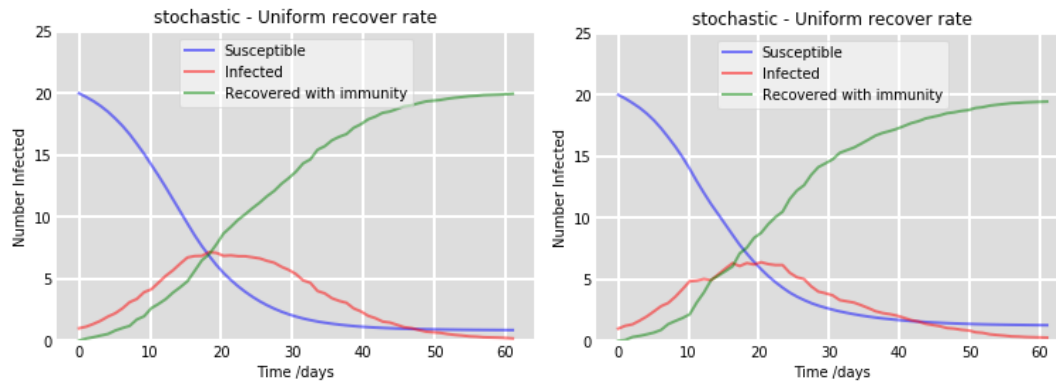 stochastic - Uniform recover rate
25
20
15
10
5
0
Number Infected
Susceptible
Infected
Recovered with immunity
0 10 20 30 40 50 60
Time /days
stochastic - Uniform recover rate
25
20
15
10
5
0
Number Infected
Susceptible
Infected
Recovered with immunity
0 10 20 30 40 50 60
Time /days